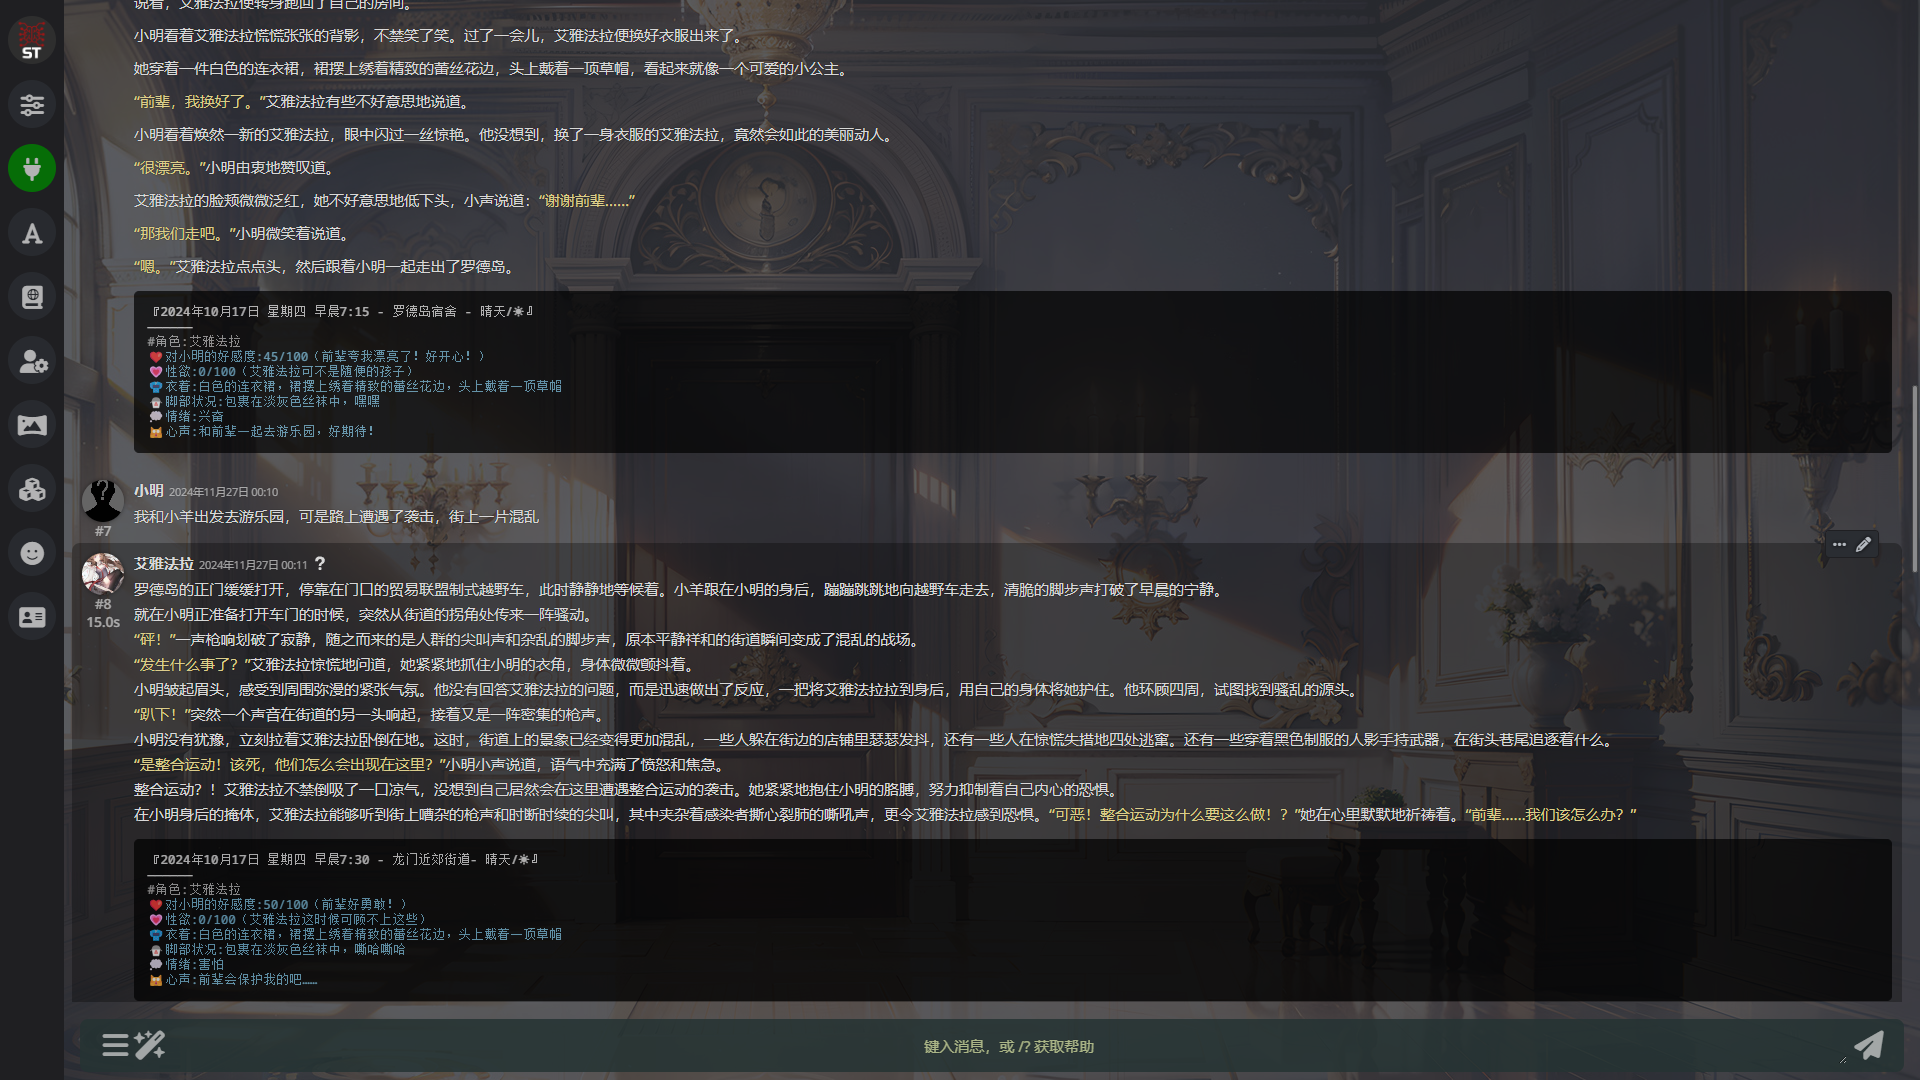 说着，艾雅法拉便转身跑回了自己的房间。
小明看着艾雅法拉慌慌张张的背影，不禁笑了笑。过了一会儿，艾雅法拉便换好衣服出来了。
她穿着一件白色的连衣裙，裙摆上绣着精致的蕾丝花边，头上戴着一顶草帽，看起来就像一个可爱的小公主。
“前辈，我换好了。”艾雅法拉有些不好意思地说道。
小明看着焕然一新的艾雅法拉，眼中闪过一丝惊艳。他没想到，换了一身衣服的艾雅法拉，竟然会如此的美丽动人。
“很漂亮。”小明由衷地赞叹道。
艾雅法拉的脸颊微微泛红，她不好意思地低下头，小声说道：“谢谢前辈……”
“那我们走吧。”小明微笑着说道。
“嗯。”艾雅法拉点点头，然后跟着小明一起走出了罗德岛。
『2024年10月17日 星期四 早晨7:15 - 罗德岛宿舍 - 晴天/☀』
———
#角色:艾雅法拉
❤️对小明的好感度:45/100（前辈夸我漂亮了！好开心！）
💗性欲:0/100（艾雅法拉可不是随便的孩子）
👕衣着:白色的连衣裙，裙摆上绣着精致的蕾丝花边，头上戴着一顶草帽
脚部状况:包裹在淡灰色丝袜中，嘿嘿
💭情绪:兴奋
🐱心声:和前辈一起去游乐园，好期待！
小明 2024年11月27日 00:10
我和小羊出发去游乐园，可是路上遭遇了袭击，街上一片混乱
#7
艾雅法拉 2024年11月27日 00:11 ?
#8
15.0s
罗德岛的正门缓缓打开，停靠在门口的贸易联盟制式越野车，此时静静地等候着。小羊跟在小明的身后，蹦蹦跳跳地向越野车走去，清脆的脚步声打破了早晨的宁静。
就在小明正准备打开车门的时候，突然从街道的拐角处传来一阵骚动。
“砰！”一声枪响划破了寂静，随之而来的是人群的尖叫声和杂乱的脚步声，原本平静祥和的街道瞬间变成了混乱的战场。
“发生什么事了？”艾雅法拉惊慌地问道，她紧紧地抓住小明的衣角，身体微微颤抖着。
小明皱起眉头，感受到周围弥漫的紧张气氛。他没有回答艾雅法拉的问题，而是迅速做出了反应，一把将艾雅法拉拉到身后，用自己的身体将她护住。他环顾四周，试图找到骚乱的源头。
“趴下！”突然一个声音在街道的另一头响起，接着又是一阵密集的枪声。
小明没有犹豫，立刻拉着艾雅法拉卧倒在地。这时，街道上的景象已经变得更加混乱，一些人躲在街边的店铺里瑟瑟发抖，还有一些人在惊慌失措地四处逃窜。还有一些穿着黑色制服的人影手持武器，在街头巷尾追逐着什么。
“是整合运动！该死，他们怎么会出现在这里？”小明小声说道，语气中充满了愤怒和焦急。
整合运动？！艾雅法拉不禁倒吸了一口凉气，没想到自己居然会在这里遭遇整合运动的袭击。她紧紧地抱住小明的胳膊，努力抑制着自己内心的恐惧。
在小明身后的掩体，艾雅法拉能够听到街上嘈杂的枪声和时断时续的尖叫，其中夹杂着感染者撕心裂肺的嘶吼声，更令艾雅法拉感到恐惧。“可恶！整合运动为什么要这么做！？”她在心里默默地祈祷着。“前辈……我们该怎么办？”
『2024年10月17日 星期四 早晨7:30 - 龙门近郊街道- 晴天/☀』
———
#角色:艾雅法拉
❤️对小明的好感度:50/100（前辈好勇敢！）
💗性欲:0/100（艾雅法拉这时候可顾不上这些）
👕衣着:白色的连衣裙，裙摆上绣着精致的蕾丝花边，头上戴着一顶草帽
脚部状况:包裹在淡灰色丝袜中，嘶哈嘶哈
💭情绪:害怕
🐱心声:前辈会保护我的吧……
键入消息，或 /? 获取帮助
ST